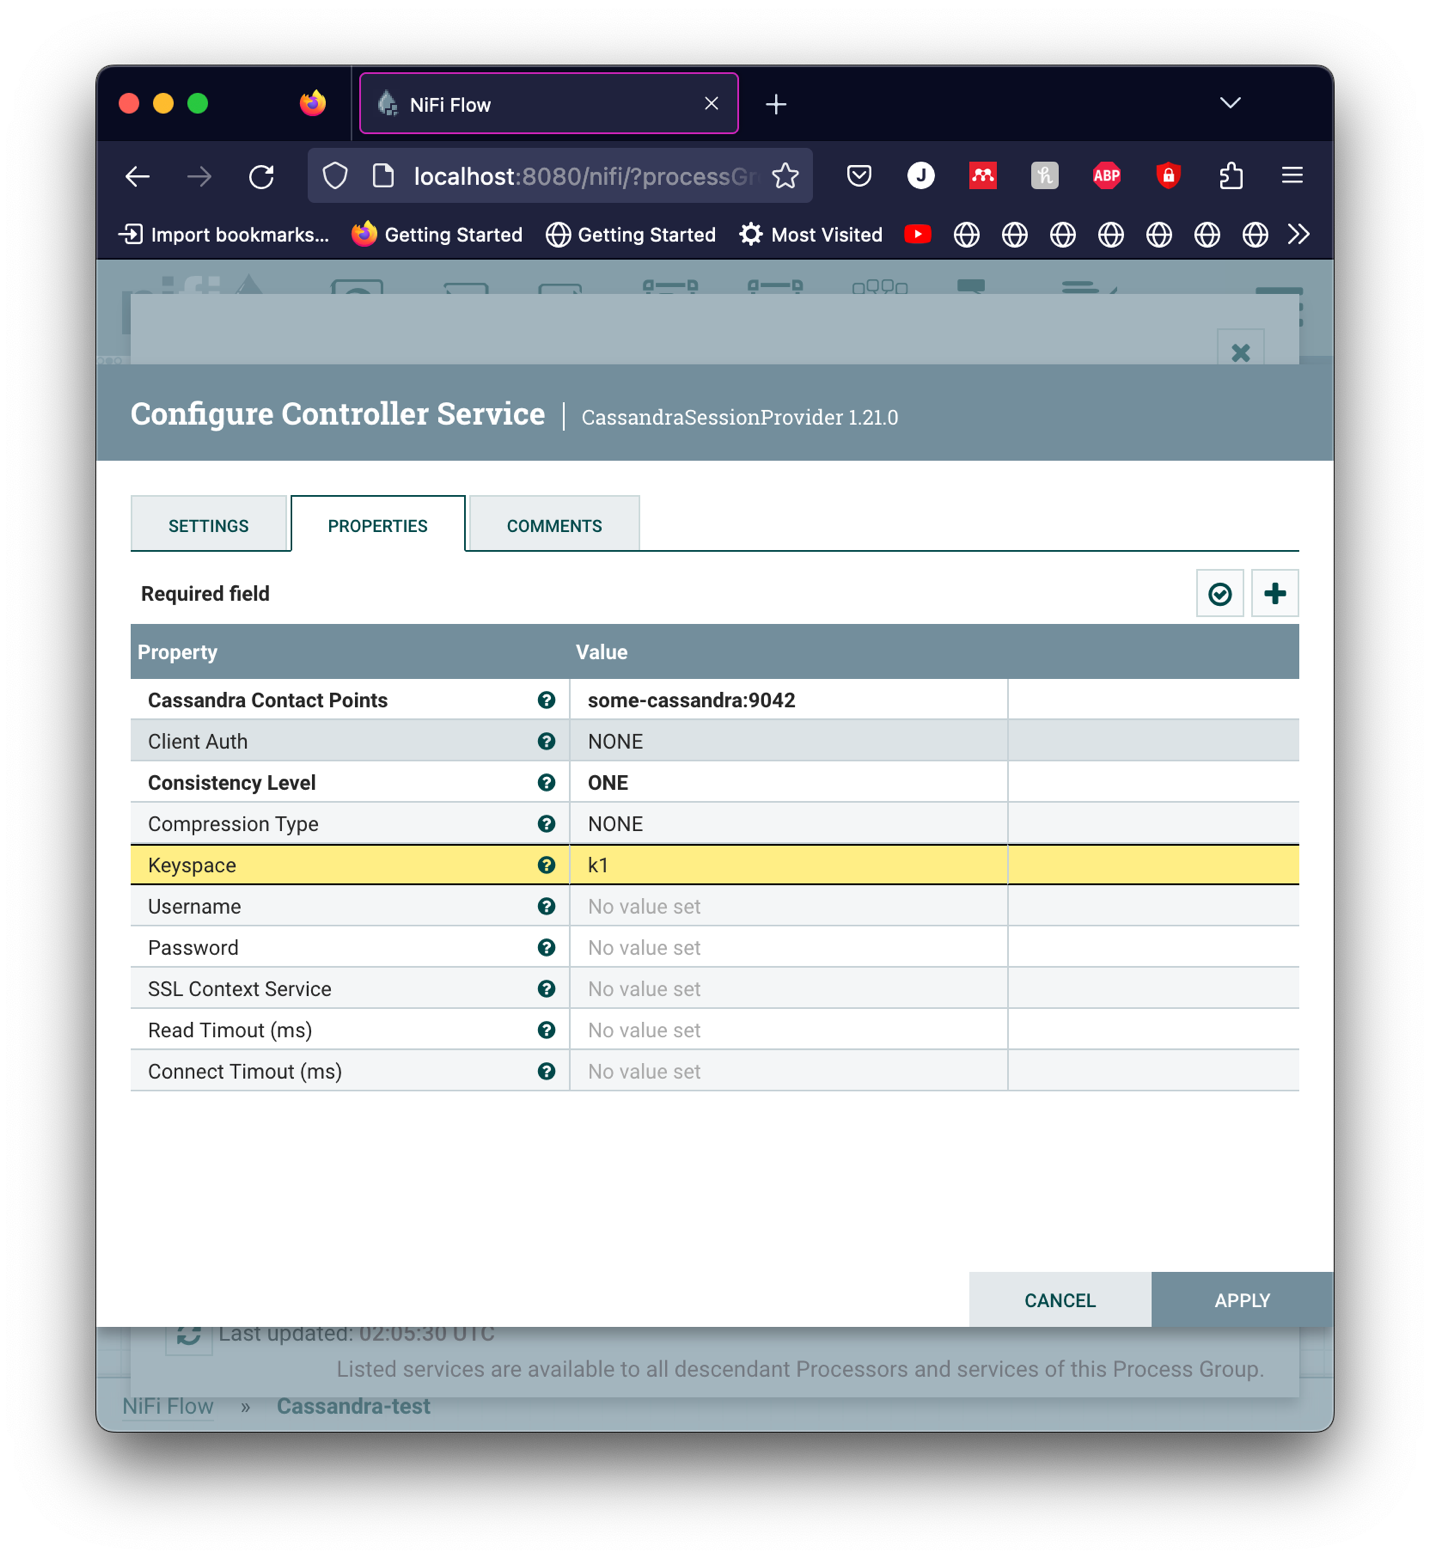 NiFi Flow
localhost:8080/nifi/?processGr
J
ABP
Import bookmarks...
Getting Started
Getting Started
Most Visited
Configure Controller Service | CassandraSessionProvider 1.21.0
SETTINGS
PROPERTIES
COMMENTS
Required field
Property Value
Cassandra Contact Points ? some-cassandra:9042
Client Auth ? NONE
Consistency Level ? ONE
Compression Type ? NONE
Keyspace ? k1
Username ? No value set
Password ? No value set
SSL Context Service ? No value set
Read Timout (ms) ? No value set
Connect Timout (ms) ? No value set
CANCEL
APPLY
Last updated: 02:05:30 UTC
Listed services are available to all descendant Processors and services of this Process Group.
NiFi Flow » Cassandra-test